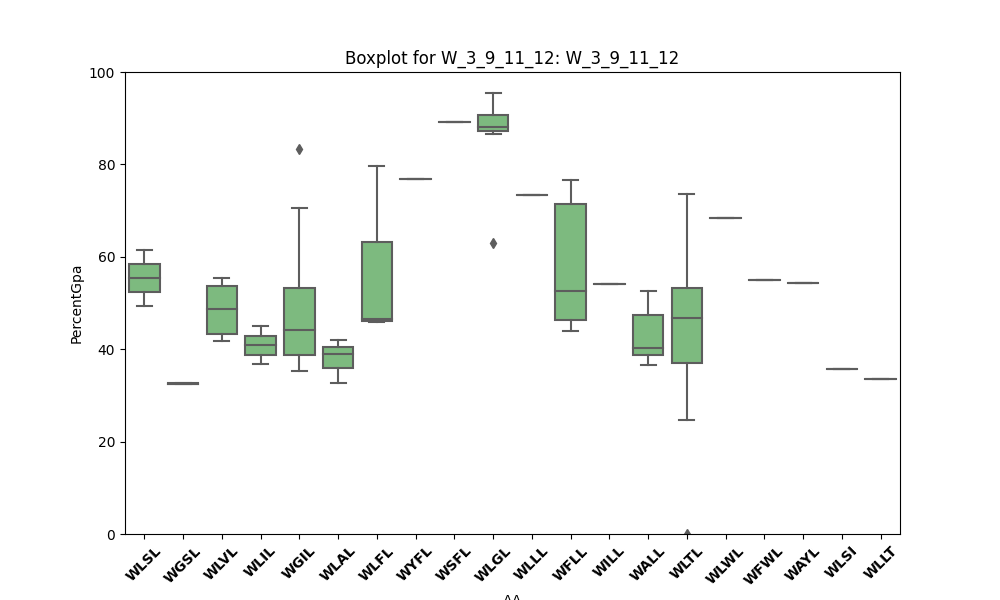 Boxplot for W_3_9_11_12: W_3_9_11_12
PercentGpa
100
80
60
40
20
0
WLSL WGSL WLVL WLIL WGIL WLAL WLFL WYFL WSFL WLGL WLLL WFLL WILL WALL WLTL WLWL WFWL WAYL WLSI WLLT
AA